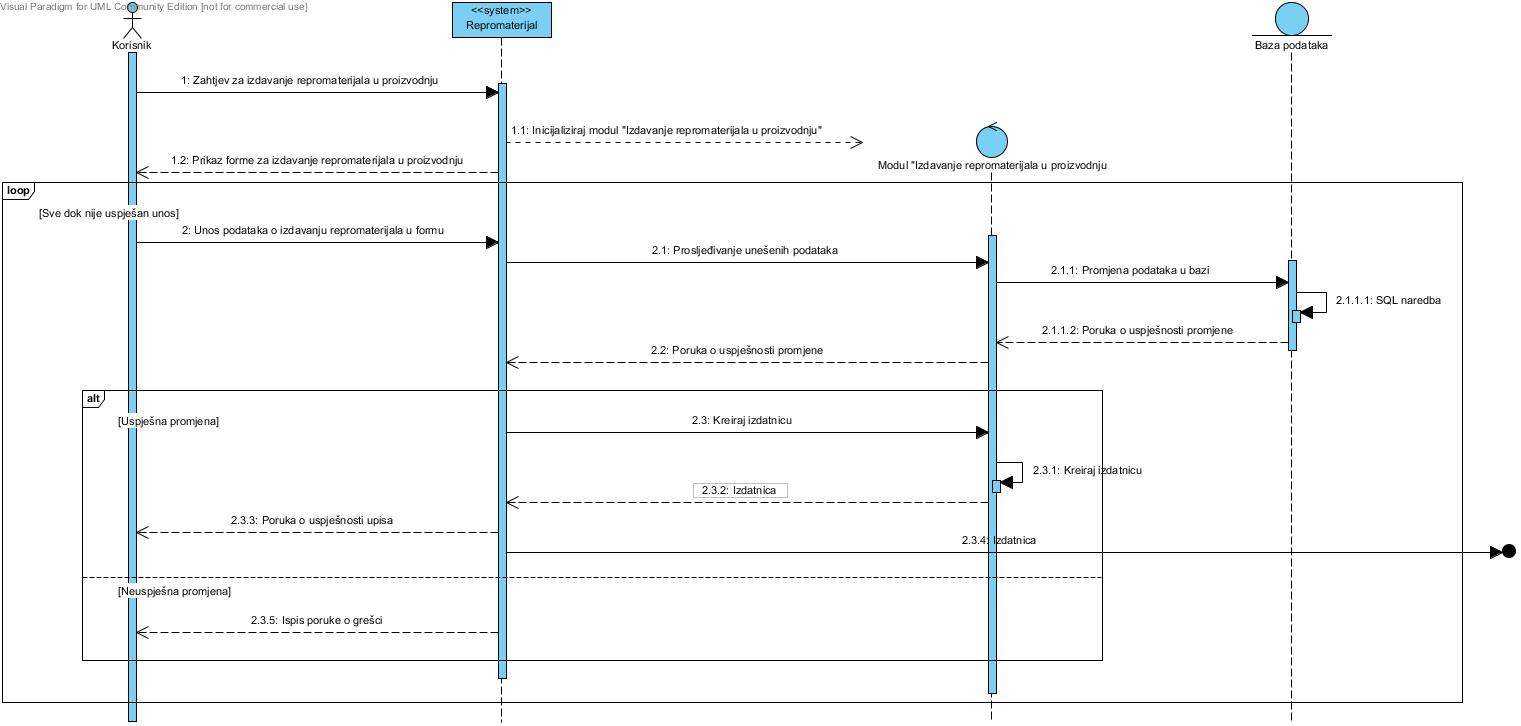 Visual Paradigm for UML Community Edition [not for commercial use]
<<system>>
Repromaterijal
Korisnik
Baza podataka
1: Zahtjev za izdavanje repromaterijala u proizvodnju
1.1: Inicijaliziraj modul "Izdavanje repromaterijala u proizvodnju"
1.2: Prikaz forme za izdavanje repromaterijala u proizvodnju
Modul "Izdavanje repromaterijala u proizvodnju
loop
[Sve dok nije uspješan unos]
2: Unos podataka o izdavanju repromaterijala u formu
2.1: Prosljeđivanje unešenih podataka
2.1.1: Promjena podataka u bazi
2.1.1.1: SQL naredba
2.1.1.2: Poruka o uspješnosti promjene
2.2: Poruka o uspješnosti promjene
alt
[Uspješna promjena]
2.3: Kreiraj izdatnicu
2.3.1: Kreiraj izdatnicu
2.3.2: Izdatnica
2.3.3: Poruka o uspješnosti upisa
2.3.4: Izdatnica
[Neuspješna promjena]
2.3.5: Ispis poruke o grešci